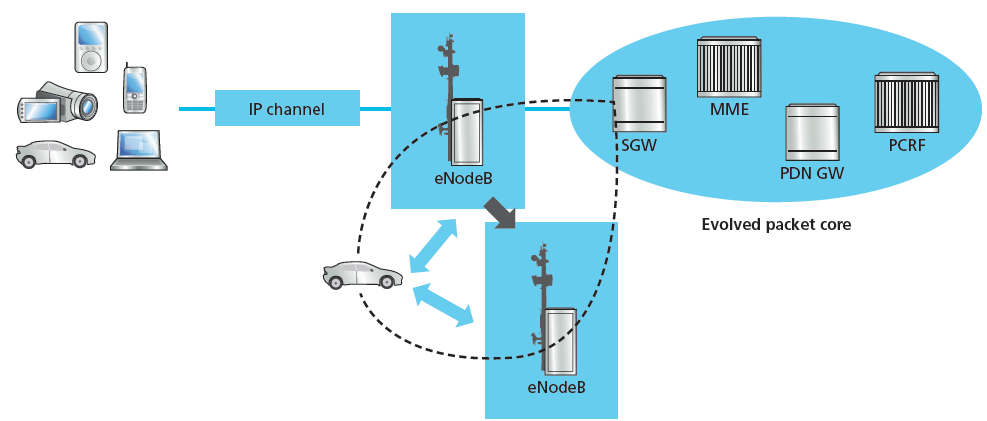 IP channel
eNodeB
SGW
MME
PDN GW
PCRF
Evolved packet core
eNodeB